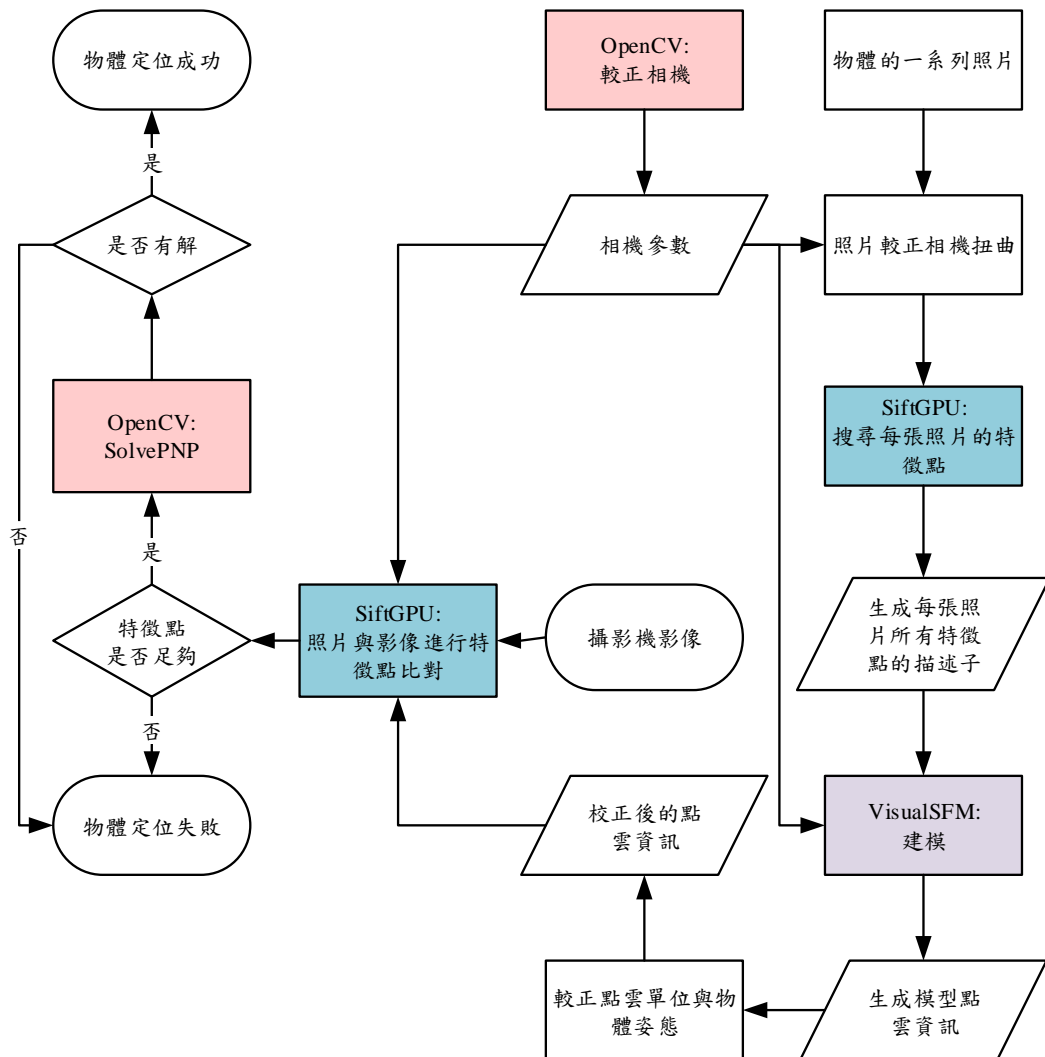 物體定位成功
OpenCV:
較正相機
物體的一系列照片
是
是否有解
相機參數
照片較正相機扭曲
OpenCV:
SolvePNP
SiftGPU:
搜尋每張照片的特
徵點
否
是
特徵點
是否足夠
SiftGPU:
照片與影像進行特
徵點比對
攝影機影像
生成每張照
片所有特徵
點的描述子
否
物體定位失敗
校正後的點
雲資訊
VisualSFM:
建模
較正點雲單位與物
體姿態
生成模型點
雲資訊